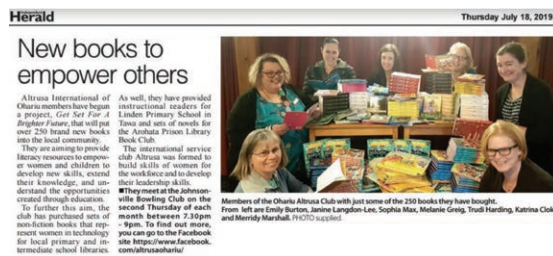 Independent
Herald
Thursday July 18, 2019
New books to
empower others
Altrusa International of
Ohariu members have begun
a project, Get Set For A
Brighter Future, that will put
over 250 brand new books
into the local community.
They are aiming to provide
literacy resources to empow-
er women and children to
develop new skills, extend
their knowledge, and un-
derstand the opportunities
created through education.
To further this aim, the
club has purchased sets of
non-fiction books that rep-
resent women in technology
for local primary and in-
termediate school libraries.
As well, they have provided
instructional readers for
Linden Primary School in
Tawa and sets of novels for
the Arohata Prison Library
Book Club.
The international service
club Altrusa was formed to
build skills of women for
the workforce and to develop
their leadership skills.
■They meet at the Johnson-
ville Bowling Club on the
second Thursday of each
month between 7.30pm
- 9pm. To find out more,
you can go to the Facebook
site https://www.facebook.
com/altrusaohariu/
Members of the Ohariu Altrusa Club with just some of the 250 books they have bought.
From left are Emily Burton, Janine Langdon-Lee, Sophia Max, Melanie Greig, Trudi Harding, Katrina Clok
and Merridy Marshall. PHOTO supplied